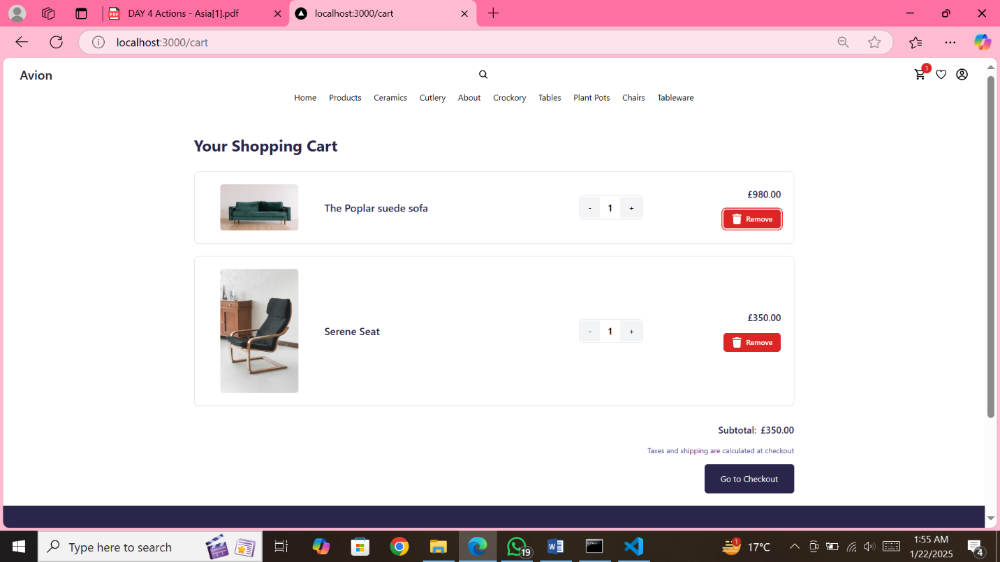 DAY 4 Actions - Asia[1].pdf
localhost:3000/cart
localhost:3000/cart
Avion
1
Home Products Ceramics Cutlery About Crockory Tables Plant Pots Chairs Tableware
Your Shopping Cart
The Poplar suede sofa
- 1 +
£980.00
Remove
Serene Seat
- 1 +
£350.00
Remove
Subtotal: £350.00
Taxes and shipping are calculated at checkout
Go to Checkout
Type here to search
19
1
17°C
1:55 AM
1/22/2025
4